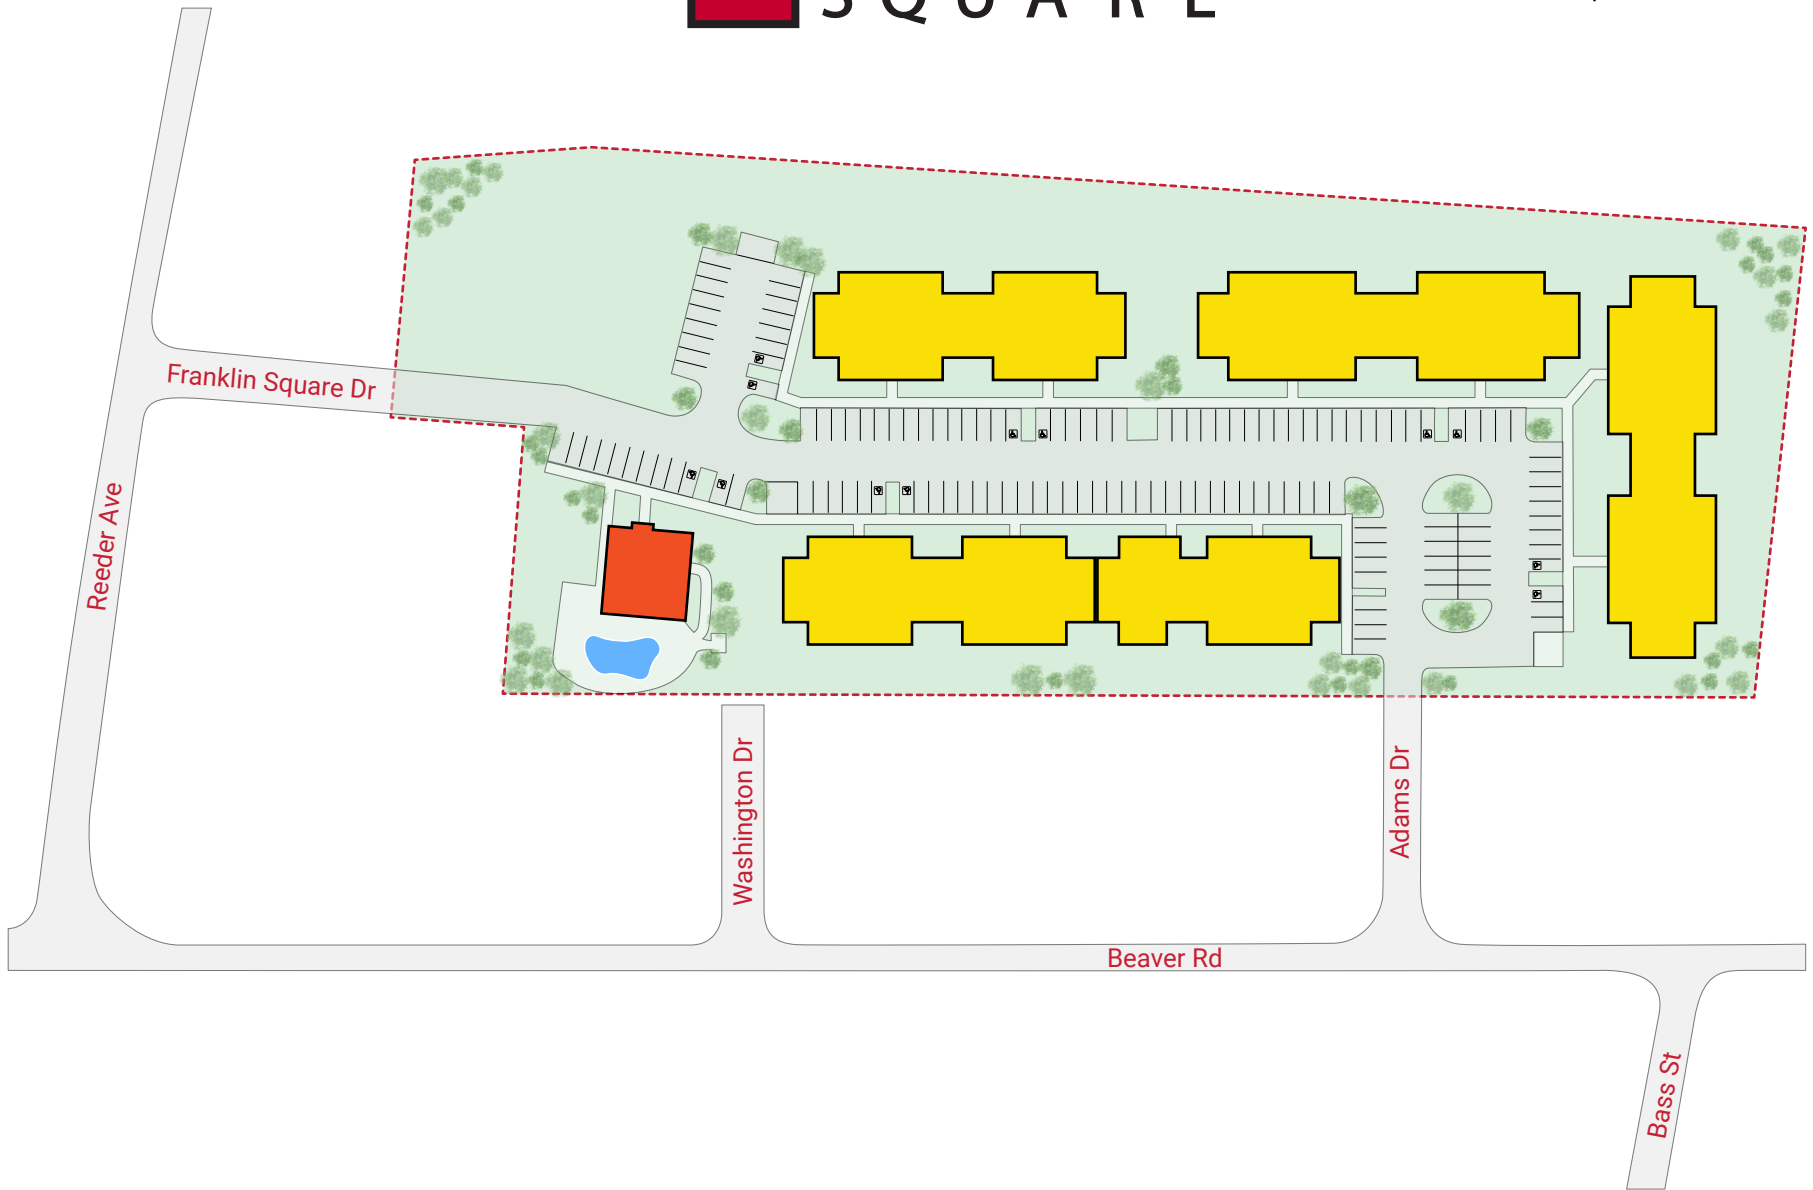 SQUARE
Franklin Square Dr
Reeder Ave
Washington Dr
Adams Dr
Beaver Rd
Bass St